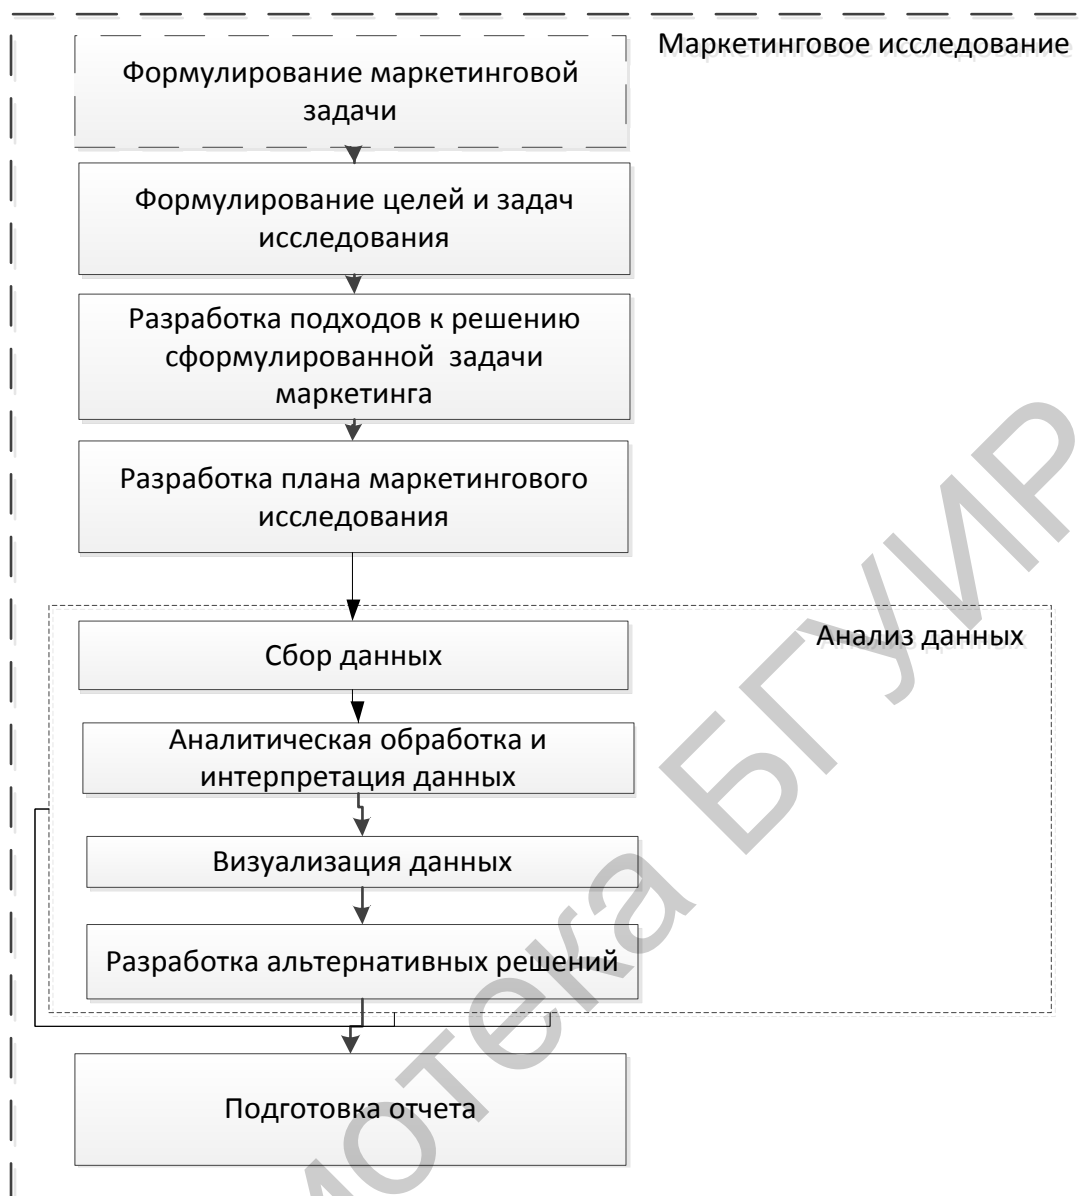 Маркетинговое исследование
Формулирование маркетинговой
задачи
Формулирование целей и задач
исследования
Разработка подходов к решению
сформулированной задачи
маркетинга
Разработка плана маркетингового
исследования
Анализ данных
Сбор данных
Аналитическая обработка и
интерпретация данных
Визуализация данных
Разработка альтернативных решений
Подготовка отчета
отека БГУИР